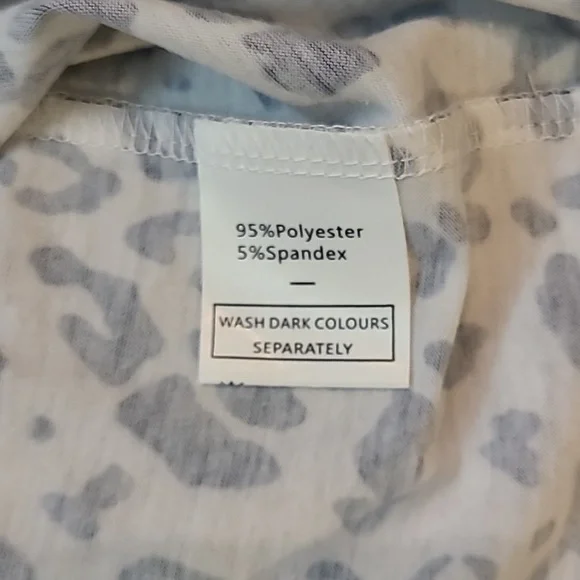 95%Polyester
5%Spandex
—
WASH DARK COLOURS
SEPARATELY